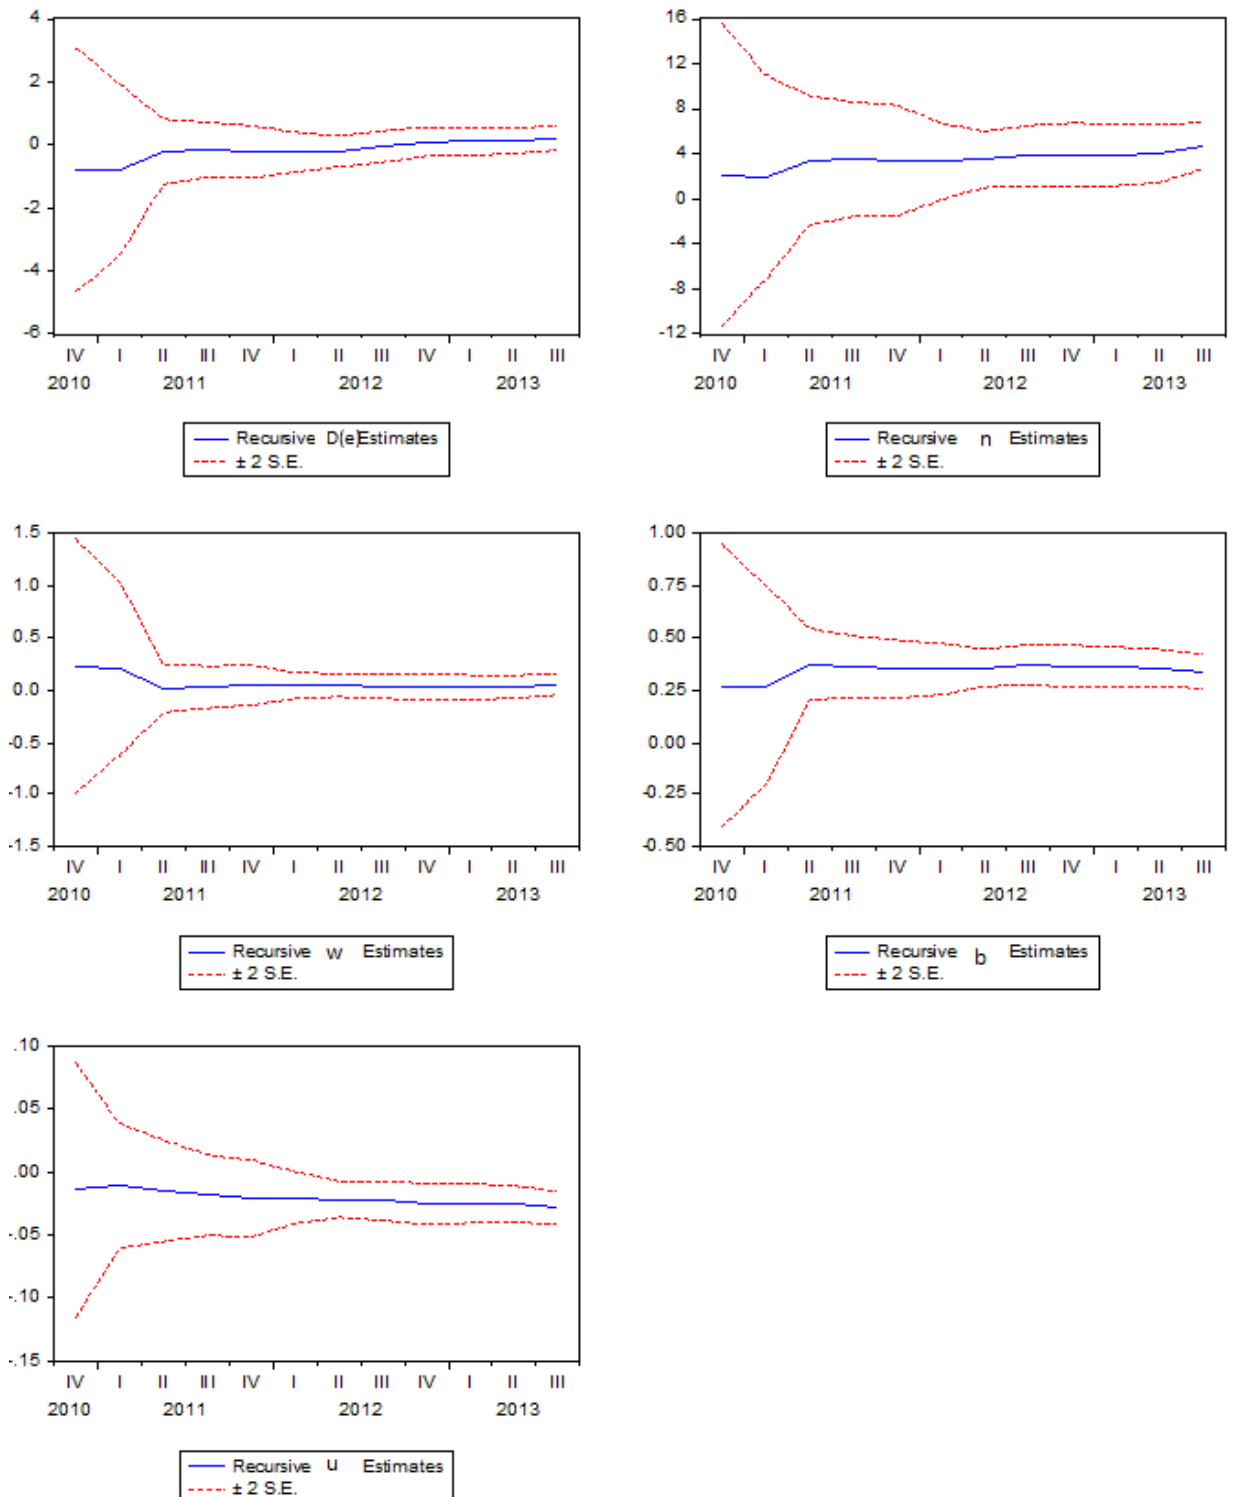 4
2
0
-2
-4
-6
IV I II III IV I II III IV I II III
2010 2011 2012 2013
Recursive D(e)Estimates
± 2 S.E.
16
12
8
4
0
-4
-8
-12
IV I II III IV I II III IV I II III
2010 2011 2012 2013
Recursive n Estimates
± 2 S.E.
1.5
1.0
0.5
0.0
-0.5
-1.0
-1.5
IV I II III IV I II III IV I II III
2010 2011 2012 2013
Recursive w Estimates
± 2 S.E.
1.00
0.75
0.50
0.25
0.00
-0.25
-0.50
IV I II III IV I II III IV I II III
2010 2011 2012 2013
Recursive b Estimates
± 2 S.E.
.10
.05
.00
-.05
-.10
-.15
IV I II III IV I II III IV I II III
2010 2011 2012 2013
Recursive u Estimates
± 2 S.E.